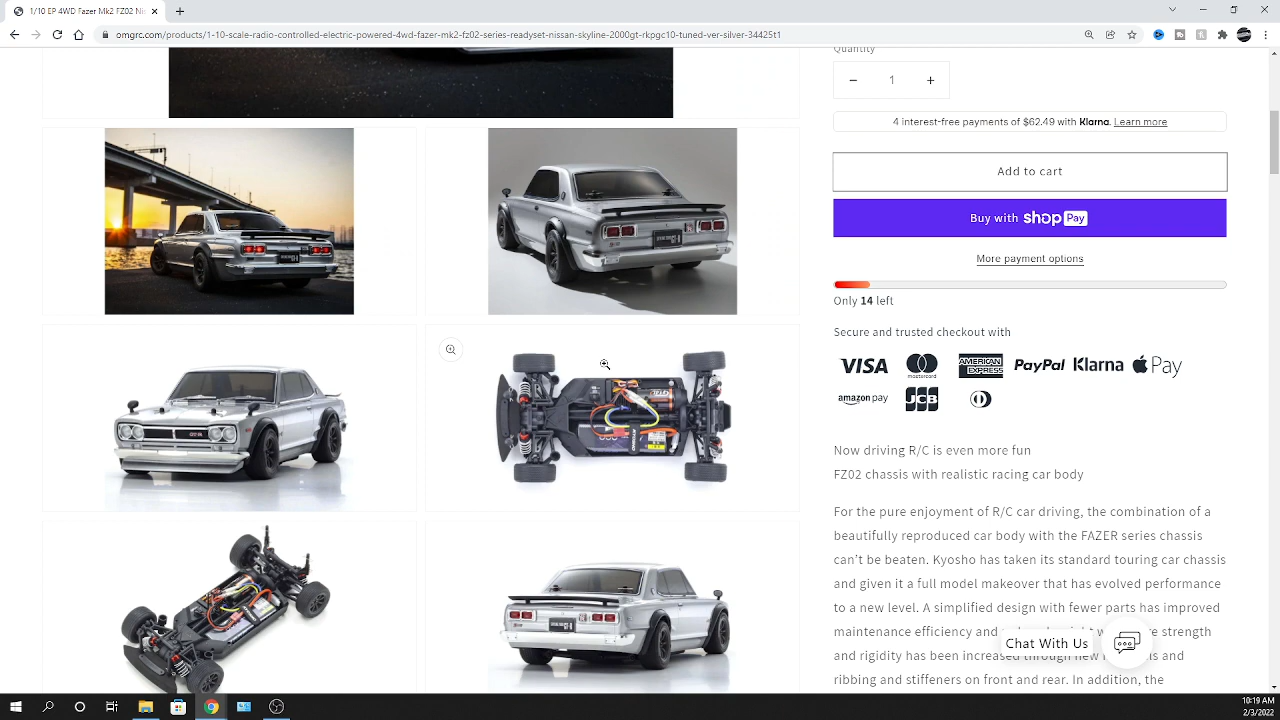 1/10 EP 4WD Fazer Mk2 FZ02 Ni
omgrc.com/products/1-10-scale-radio-controlled-electric-powered-4wd-fazer-mk2-fz02-series-readyset-nissan-skyline-2000gt-rkpgc10-tuned-ver-silver-34425t1
Quantity
1
4 interest-free payments of $62.49 with Klarna. Learn more
Add to cart
Buy with shop Pay
More payment options
Only 14 left
Secure and trusted checkout with
VISA mastercard AMERICAN EXPRESS PayPal Klarna Apple Pay
amazon pay JCB
Now driving R/C is even more fun
FZ02 chassis with realistic racing car body
For the pure enjoyment of R/C car driving, the combination of a
beautifully reproduced car body with the FAZER series chassis
can't be beaten. Kyosho has taken its standard touring car chassis
and given it a full model makeover that has evolved performance
to a new level. A simplified design with fewer parts has improve
maintenance efficiency and strength
and rigidity has been increased through new and
ribbing and stiffeners on front and rear. In addition, the
Chat With Us
10:19 AM
2/3/2022